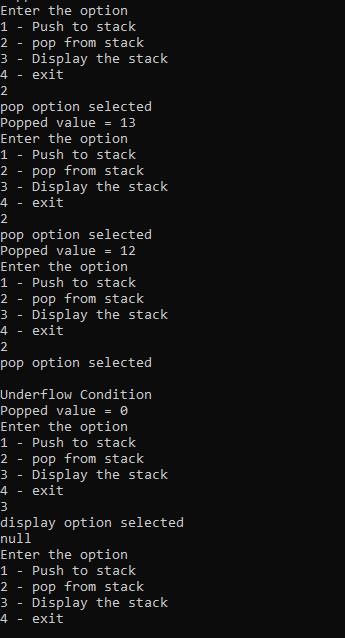 Enter the option
1 - Push to stack
2 - pop from stack
3 - Display the stack
4 - exit
2
pop option selected
Popped value = 13
Enter the option
1 - Push to stack
2 - pop from stack
3 - Display the stack
4 - exit
2
pop option selected
Popped value = 12
Enter the option
1 - Push to stack
2 - pop from stack
3 - Display the stack
4 - exit
2
pop option selected
Underflow Condition
Popped value = 0
Enter the option
1 - Push to stack
2 - pop from stack
3 - Display the stack
4 - exit
3
display option selected
null
Enter the option
1 - Push to stack
2 - pop from stack
3 - Display the stack
4 - exit